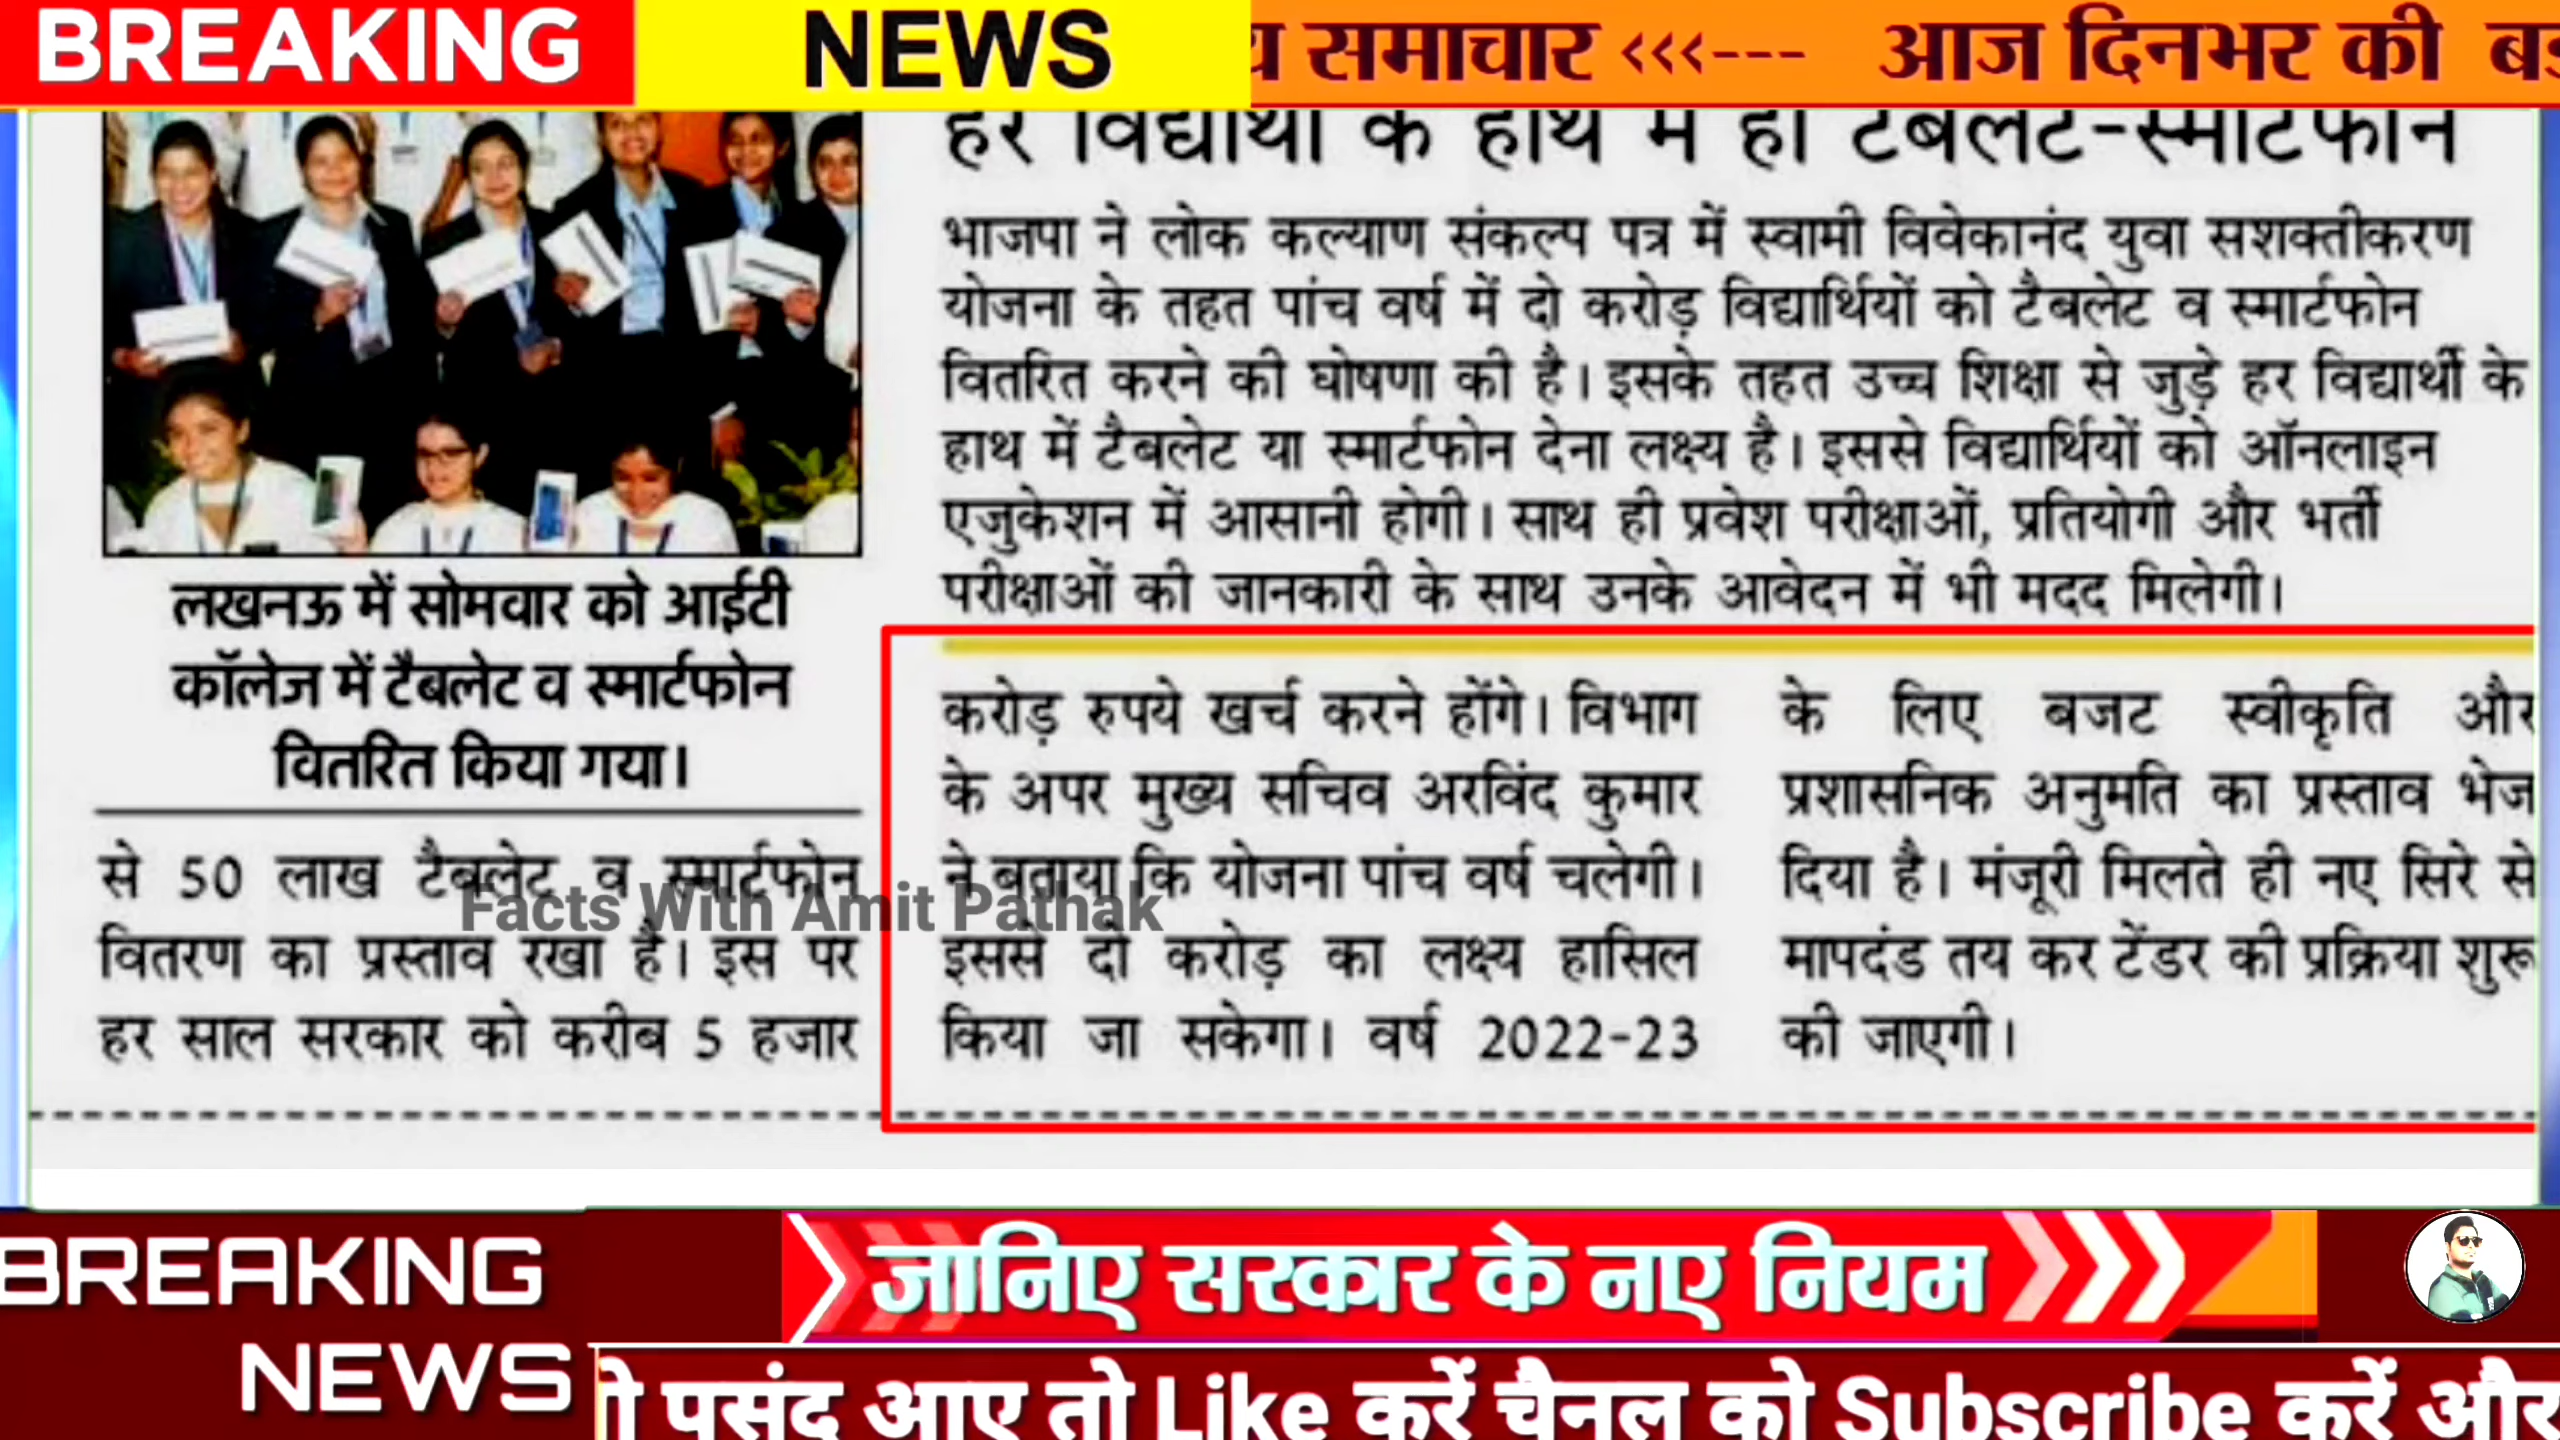 BREAKING
NEWS
समाचार <<<--- आज दिनभर की
हर विद्यार्थी के हाथ में हो टैबलेट-स्मार्टफोन
भाजपा ने लोक कल्याण संकल्प पत्र में स्वामी विवेकानंद युवा सशक्तीकरण
योजना के तहत पांच वर्ष में दो करोड़ विद्यार्थियों को टैबलेट व स्मार्टफोन
वितरित करने की घोषणा की है। इसके तहत उच्च शिक्षा से जुड़े हर विद्यार्थी के
हाथ में टैबलेट या स्मार्टफोन देना लक्ष्य है। इससे विद्यार्थियों को ऑनलाइन
एजुकेशन में आसानी होगी। साथ ही प्रवेश परीक्षाओं, प्रतियोगी और भर्ती
परीक्षाओं की जानकारी के साथ उनके आवेदन में भी मदद मिलेगी।
लखनऊ में सोमवार को आईटी
कॉलेज में टैबलेट व स्मार्टफोन
वितरित किया गया।
से 50 लाख टैबलेट व स्मार्टफोन
वितरण का प्रस्ताव रखा है। इस पर
हर साल सरकार को करीब 5 हजार
करोड़ रुपये खर्च करने होंगे। विभाग
के अपर मुख्य सचिव अरविंद कुमार
ने बताया कि योजना पांच वर्ष चलेगी।
इससे दो करोड़ का लक्ष्य हासिल
किया जा सकेगा। वर्ष 2022-23
के लिए बजट स्वीकृति और
प्रशासनिक अनुमति का प्रस्ताव भेज
दिया है। मंजूरी मिलते ही नए सिरे से
मापदंड तय कर टेंडर की प्रक्रिया शुरू
की जाएगी।
Facts With Amit Pathak
BREAKING
NEWS
जानिए सरकार के नए नियम
पसंद आए तो Like करें चैनल को Subscribe करें और